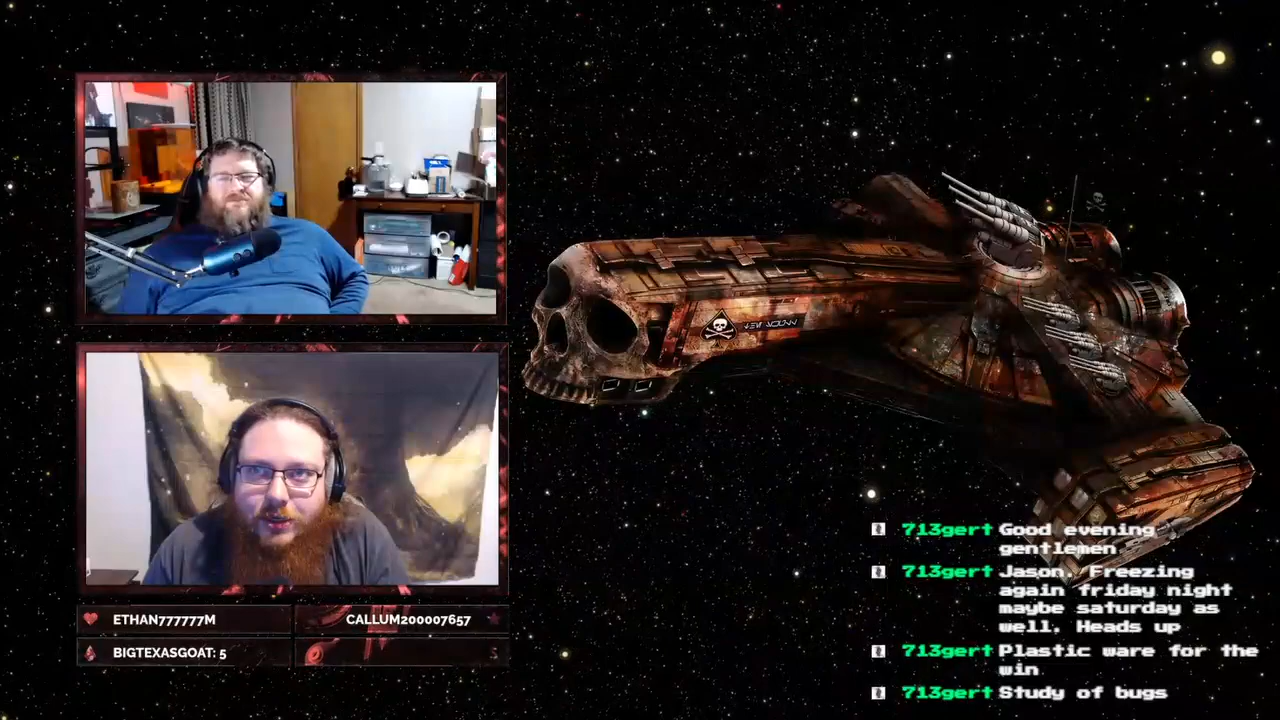 ETHAN777777M
CALLUM200007657
BIGTEXASGOAT: 5
5
713gert Good evening
gentlemen
713gert Jason. Freezing
again friday night
maybe saturday as
well. Heads up
713gert Plastic ware for the
win
713gert Study of bugs